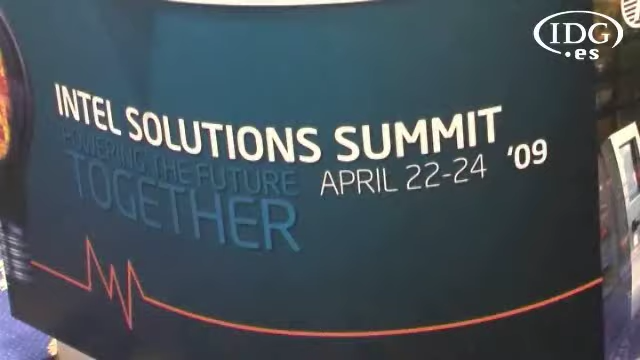 IDG
.es
INTEL SOLUTIONS SUMMIT '09
POWERING THE FUTURE
TOGETHER
APRIL 22-24